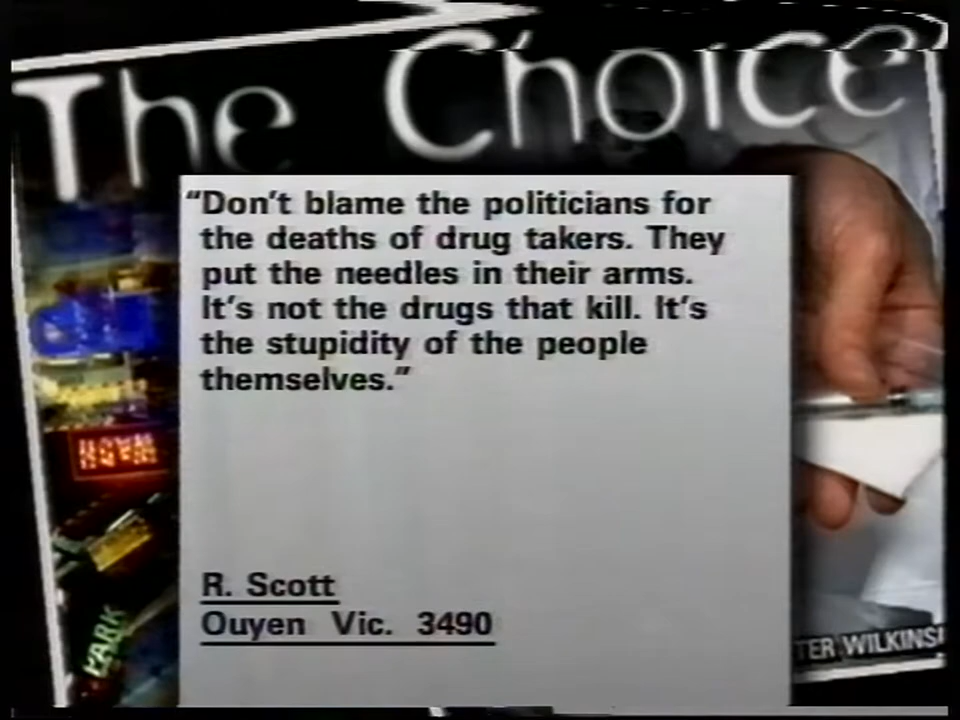 The Choice
“Don’t blame the politicians for
the deaths of drug takers. They
put the needles in their arms.
It’s not the drugs that kill. It’s
the stupidity of the people
themselves.”
R. Scott
Ouyen Vic. 3490
PARK
TER WILKINS